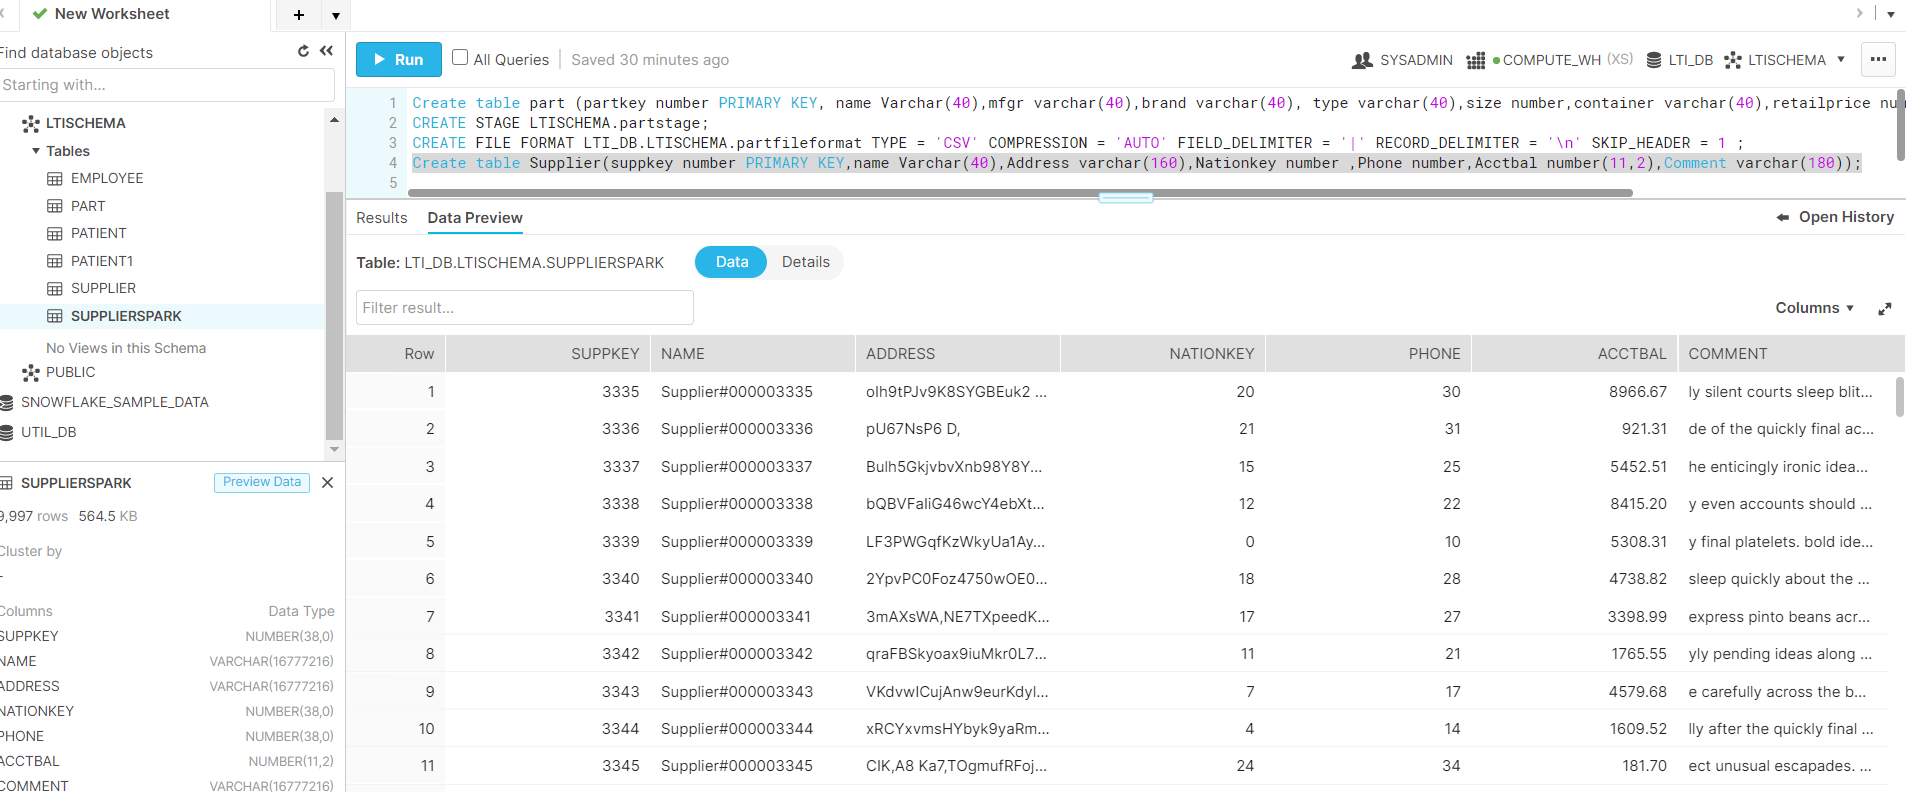 New Worksheet
Find database objects
Starting with...
LTISCHEMA
Tables
EMPLOYEE
PART
PATIENT
PATIENT1
SUPPLIER
SUPPLIERSPARK
No Views in this Schema
PUBLIC
SNOWFLAKE_SAMPLE_DATA
UTIL_DB
SUPPLIERSPARK Preview Data
9,997 rows 564.5 KB
Cluster by
Columns Data Type
SUPPKEY NUMBER(38,0)
NAME VARCHAR(16777216)
ADDRESS VARCHAR(16777216)
NATIONKEY NUMBER(38,0)
PHONE NUMBER(38,0)
ACCTBAL NUMBER(11,2)
COMMENT VARCHAR(16777216)
Run All Queries Saved 30 minutes ago SYSADMIN COMPUTE_WH (XS) LTI_DB LTISCHEMA
1 Create table part (partkey number PRIMARY KEY, name Varchar(40),mfgr varchar(40),brand varchar(40), type varchar(40),size number,container varchar(40),retailprice num
2 CREATE STAGE LTISCHEMA.partstage;
3 CREATE FILE FORMAT LTI_DB.LTISCHEMA.partfileformat TYPE = 'CSV' COMPRESSION = 'AUTO' FIELD_DELIMITER = '|' RECORD_DELIMITER = '\n' SKIP_HEADER = 1 ;
4 Create table Supplier(suppkey number PRIMARY KEY,name Varchar(40),Address varchar(160),Nationkey number ,Phone number,Acctbal number(11,2),Comment varchar(180));
5
Results Data Preview Open History
Table: LTI_DB.LTISCHEMA.SUPPLIERSPARK Data Details
Filter result... Columns
Row SUPPKEY NAME ADDRESS NATIONKEY PHONE ACCTBAL COMMENT
1 3335 Supplier#000003335 oIh9tPJv9K8SYGBEuk2 ... 20 30 8966.67 ly silent courts sleep blit...
2 3336 Supplier#000003336 pU67NsP6 D, 21 31 921.31 de of the quickly final ac...
3 3337 Supplier#000003337 Bulh5GkjvbvXnb98Y8Y... 15 25 5452.51 he enticingly ironic idea...
4 3338 Supplier#000003338 bQBVFaIiG46wcY4ebXt... 12 22 8415.20 y even accounts should ...
5 3339 Supplier#000003339 LF3PWGqfKzWkyUa1Ay... 0 10 5308.31 y final platelets. bold ide...
6 3340 Supplier#000003340 2YpvPC0Foz4750wOE0... 18 28 4738.82 sleep quickly about the ...
7 3341 Supplier#000003341 3mAXsWA,NE7TXpeedK... 17 27 3398.99 express pinto beans acr...
8 3342 Supplier#000003342 qraFBSkyoax9iuMkr0L7... 11 21 1765.55 yly pending ideas along ...
9 3343 Supplier#000003343 VKdvwICujAnw9eurKdyI... 7 17 4579.68 e carefully across the b...
10 3344 Supplier#000003344 xRCYxvmsHYbyk9yaRm... 4 14 1609.52 lly after the quickly final ...
11 3345 Supplier#000003345 CIK,A8 Ka7,TOgmufRFoj... 24 34 181.70 ect unusual escapades. ...